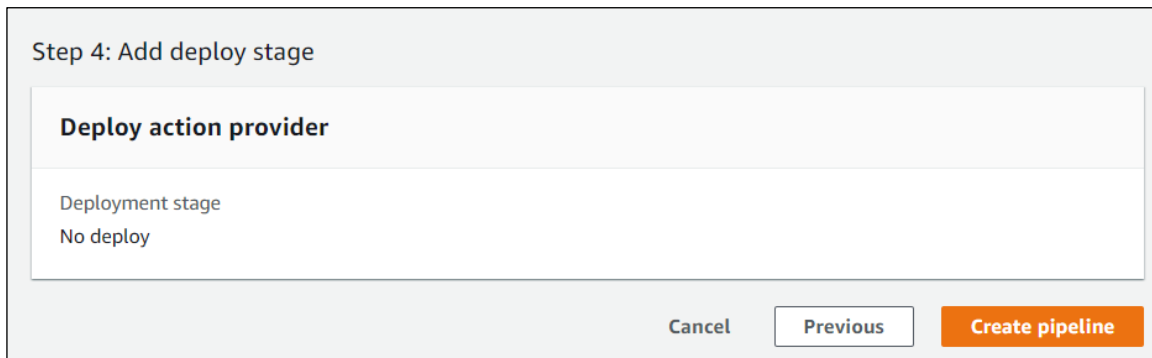 Step 4: Add deploy stage
Deploy action provider
Deployment stage
No deploy
Cancel Previous Create pipeline